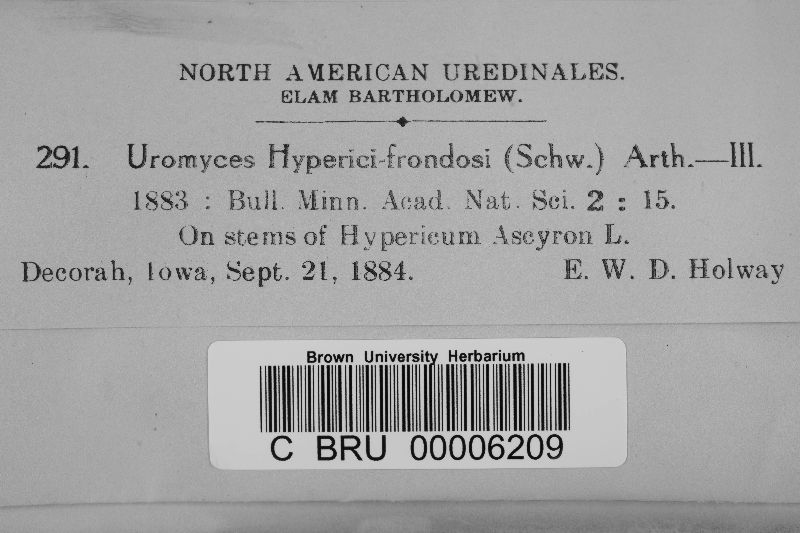 NORTH AMERICAN UREDINALES.
ELAM BARTHOLOMEW.
291. Uromyces Hyperici-frondosi (Schw.) Arth.—III.
1883 : Bull. Minn. Acad. Nat. Sci. 2 : 15.
On stems of Hypericum Ascyron L.
Decorah, Iowa, Sept. 21, 1884. E. W. D. Holway
Brown University Herbarium
C BRU 00006209